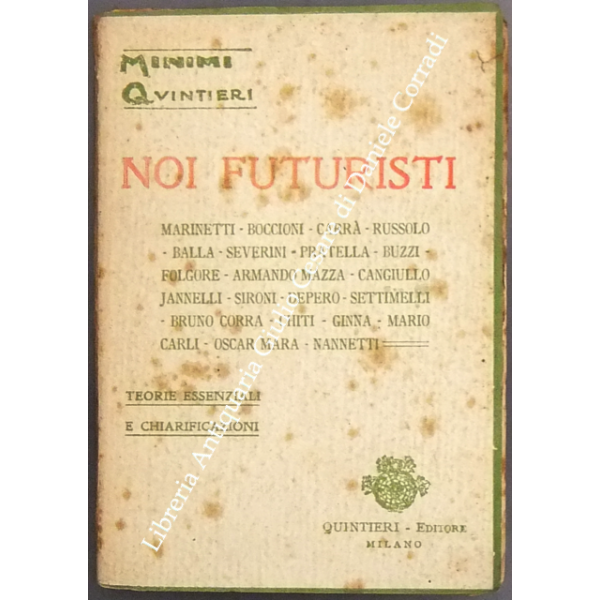 MINIMI
QVINTIERI
NOI FUTURISTI
MARINETTI - BOCCIONI - CARRÀ - RUSSOLO
- BALLA - SEVERINI - PRATELLA - BUZZI -
FOLGORE - ARMANDO MAZZA - CANGIULLO
JANNELLI - SIRONI - DEPERO - SETTIMELLI
- BRUNO CORRA - CHITI - GINNA - MARIO
CARLI - OSCAR MARA - NANNETTI
TEORIE ESSENZIALI
E CHIARIFICAZIONI
QUINTIERI - EDITORE
MILANO
Libreria Antiquaria Giulio Cesare di Daniele Corradi